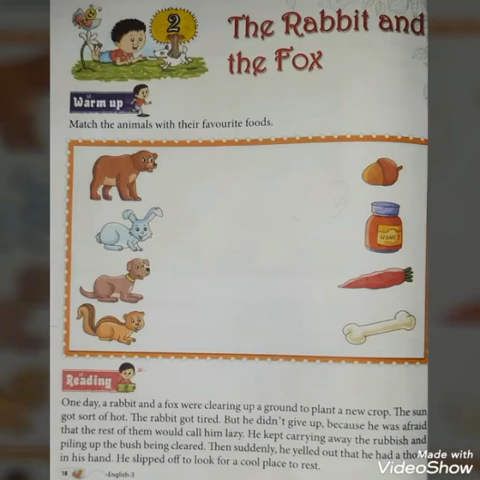 2
The Rabbit and
the Fox
Warm up
Match the animals with their favourite foods.
HONEY
Reading
One day, a rabbit and a fox were clearing up a ground to plant a new crop. The sun
got sort of hot. The rabbit got tired. But he didn't give up, because he was afraid
that the rest of them would call him lazy. He kept carrying away the rubbish and
piling up the bush being cleared. Then suddenly, he yelled out that he had a tho
in his hand. He slipped off to look for a cool place to rest.
18
-English-3
Made with
VideoShow